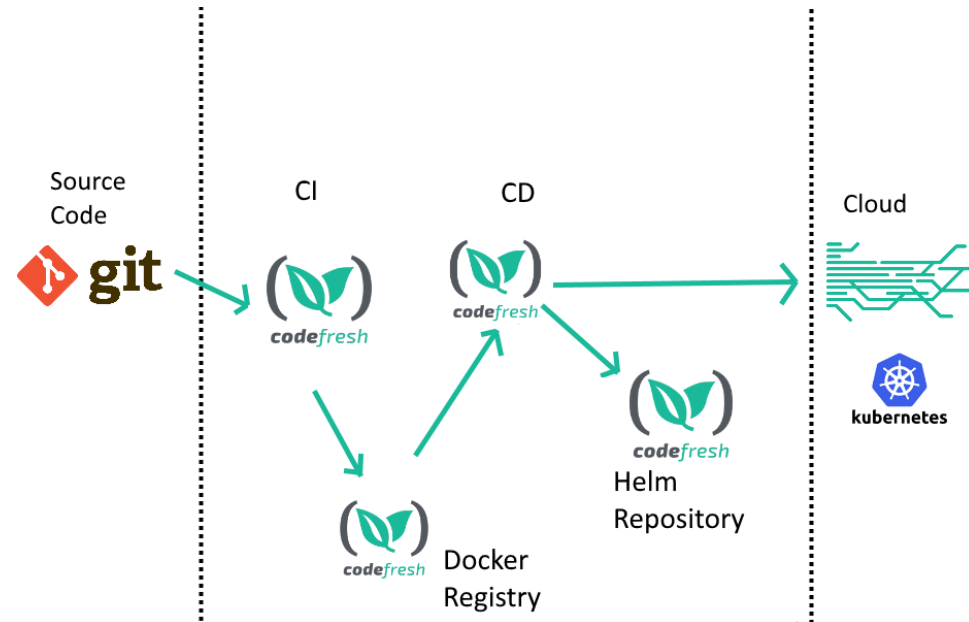 Source
Code
git
CI
codefresh
CD
codefresh
Docker
Registry
codefresh
Helm
Repository
codefresh
Cloud
kubernetes